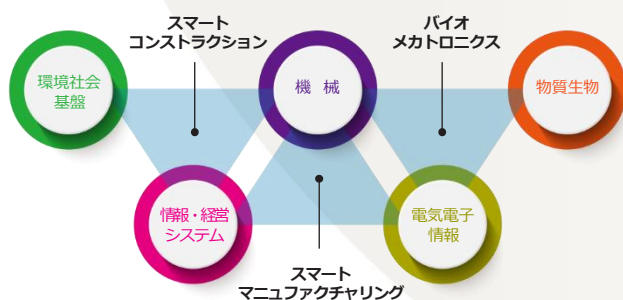 スマート
コンストラクション
バイオ
メカトロニクス
環境社会
基盤
機 械
物質生物
情報・経営
システム
電気電子
情報
スマート
マニュファクチャリング